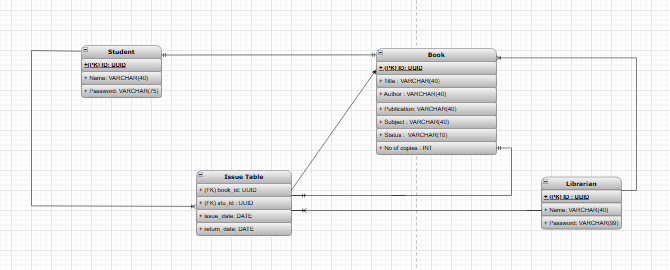 Student
+(PK) ID: UUID
+ Name: VARCHAR(40)
+ Password: VARCHAR(75)
Book
+ (PK) ID: UUID
+ Title : VARCHAR(40)
+ Author : VARCHAR(40)
+ Publication: VARCHAR(40)
+ Subject : VARCHAR(40)
+ Status : VARCHAR(10)
+ No of copies : INT
Issue Table
+ (FK) book_id: UUID
+ (FK) stu_id : UUID
+ issue_date: DATE
+ return_date: DATE
Librarian
+ (PK) ID : UUID
+ Name: VARCHAR(40)
+ Password: VARCHAR(99)